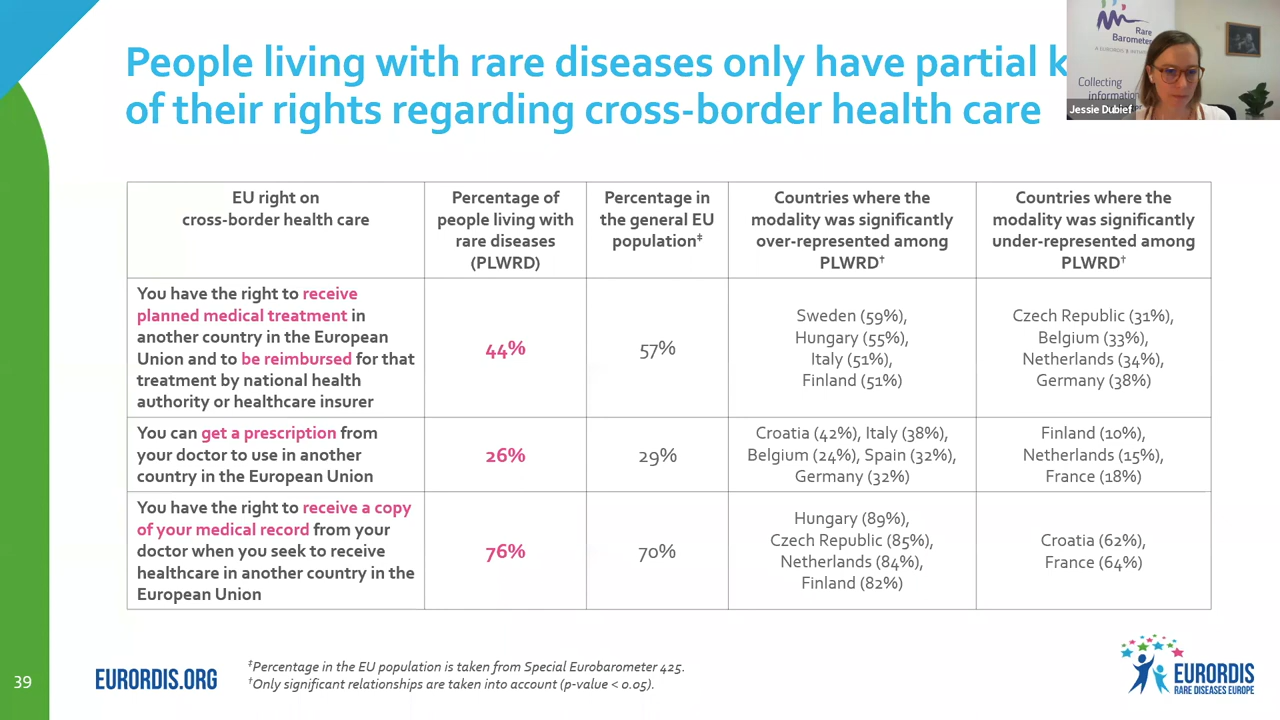 People living with rare diseases only have partial
of their rights regarding cross-border health care
Rare
Barometer
A EURORDIS
Collecting
information
Jessie Dubief
EU right on
cross-border health care
Percentage of
people living with
rare diseases
(PLWRD)
Percentage in
the general EU
population‡
Countries where the
modality was significantly
over-represented among
PLWRD†
Countries where the
modality was significantly
under-represented among
PLWRD†
You have the right to receive
planned medical treatment in
another country in the European
Union and to be reimbursed for that
treatment by national health
authority or healthcare insurer
44%
57%
Sweden (59%),
Hungary (55%),
Italy (51%),
Finland (51%)
Czech Republic (31%),
Belgium (33%),
Netherlands (34%),
Germany (38%)
You can get a prescription from
your doctor to use in another
country in the European Union
26%
29%
Croatia (42%), Italy (38%),
Belgium (24%), Spain (32%),
Germany (32%)
Finland (10%),
Netherlands (15%),
France (18%)
You have the right to receive a copy
of your medical record from your
doctor when you seek to receive
healthcare in another country in the
European Union
76%
70%
Hungary (89%),
Czech Republic (85%),
Netherlands (84%),
Finland (82%)
Croatia (62%),
France (64%)
39
EURORDIS.ORG
‡Percentage in the EU population is taken from Special Eurobarometer 425.
†Only significant relationships are taken into account (p-value < 0.05).
EURORDIS
RARE DISEASES EUROPE